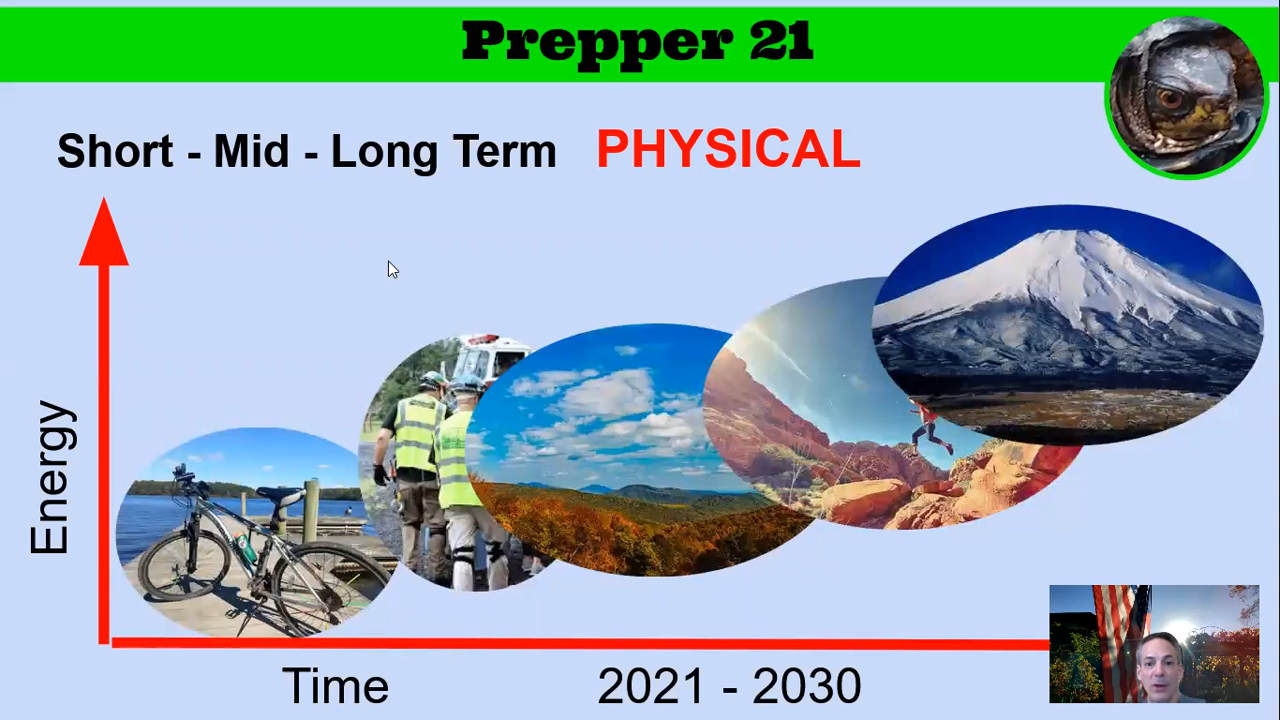 Prepper 21
Short - Mid - Long Term PHYSICAL
Energy
Time 2021 - 2030